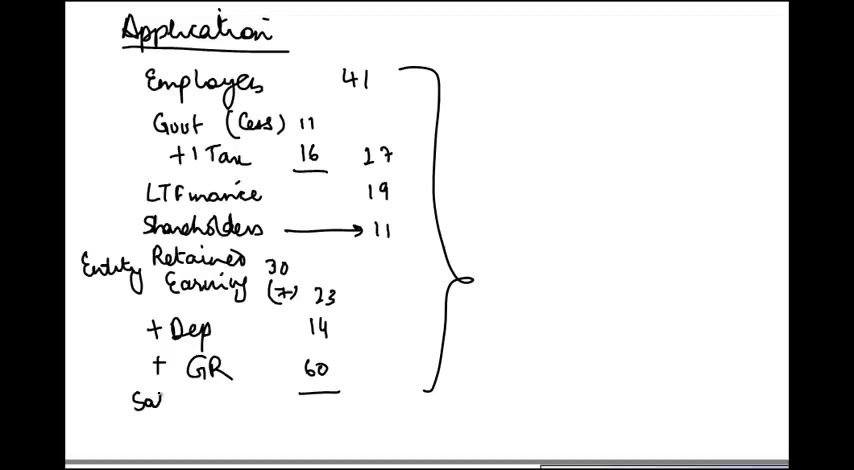 Application
Employees 41
Govt (Cess) 11
+ I Tax 16 27
LT Finance 19
Shareholders → 11
Entity Retained 30
Earning (7) 23
+ Dep 14
+ GR 60
Sa